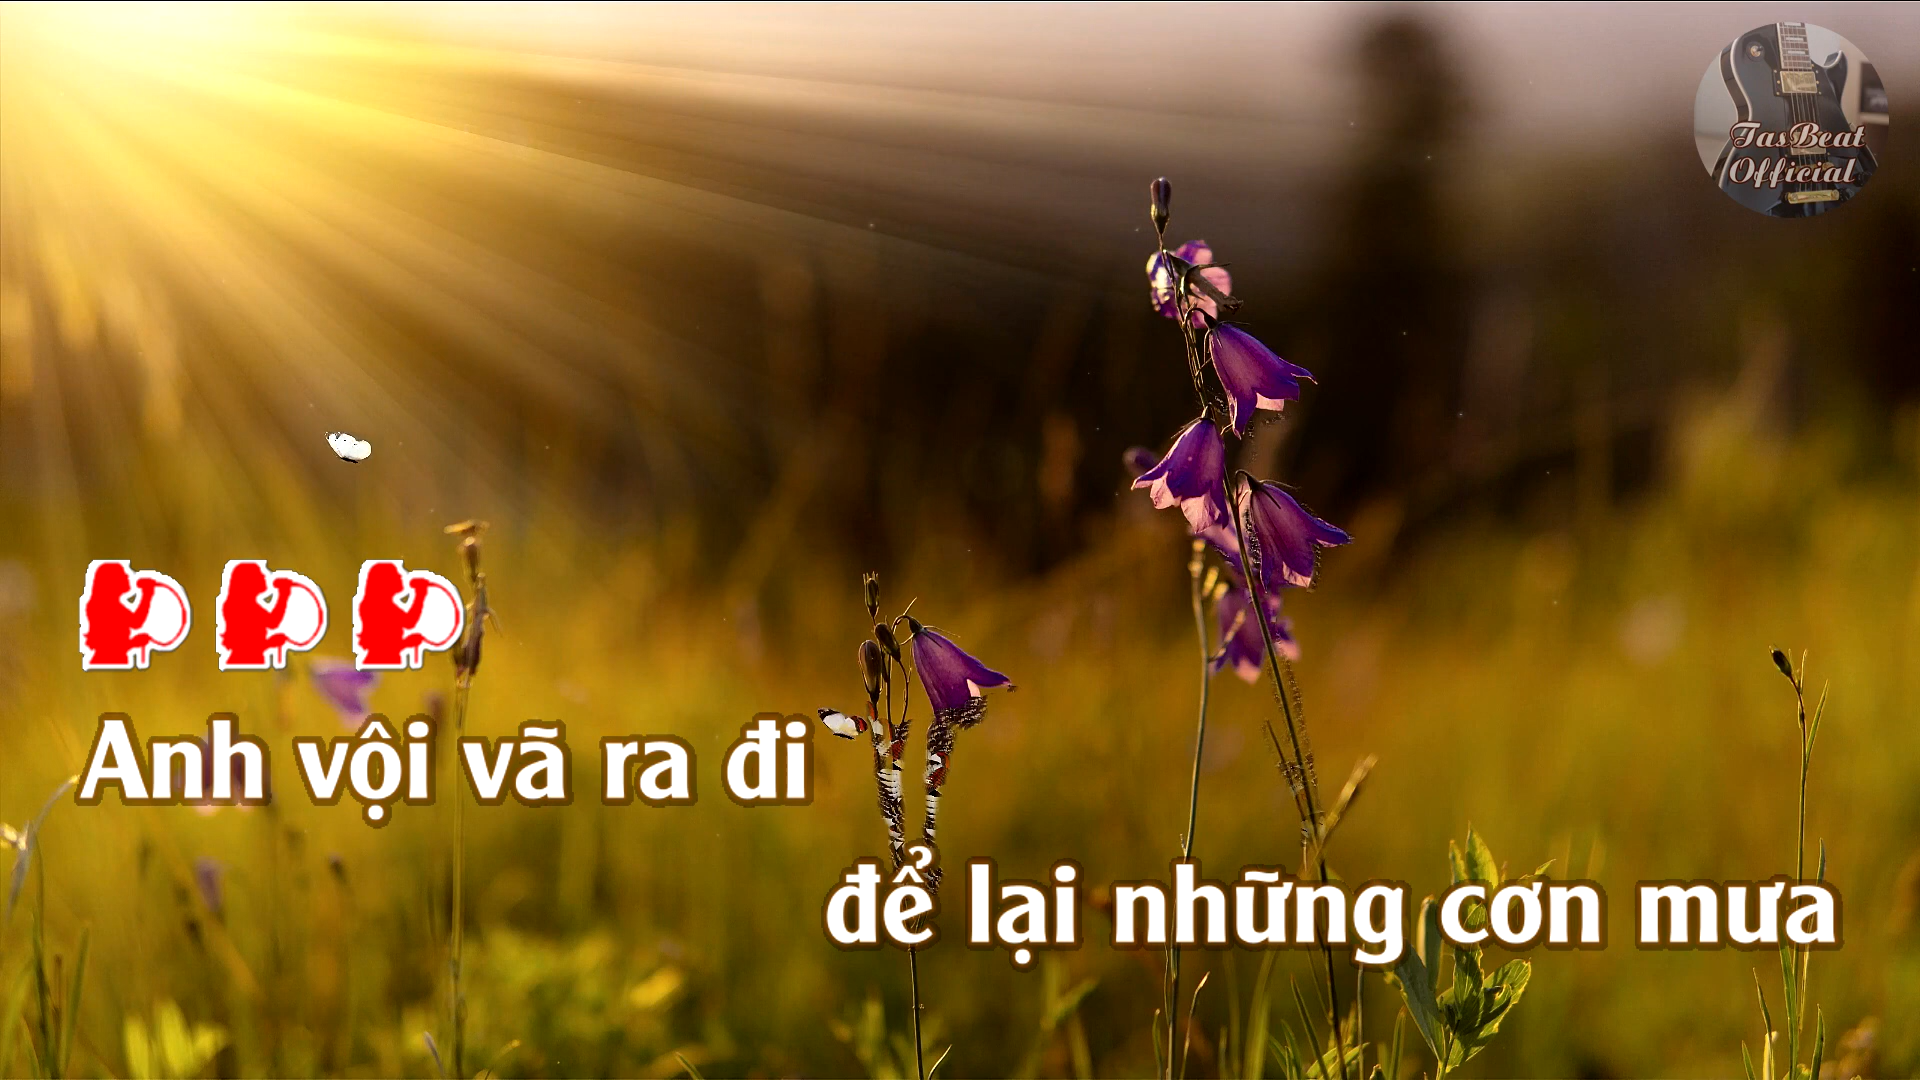 TasBeat
Official
Anh vội vã ra đi
để lại những cơn mưa